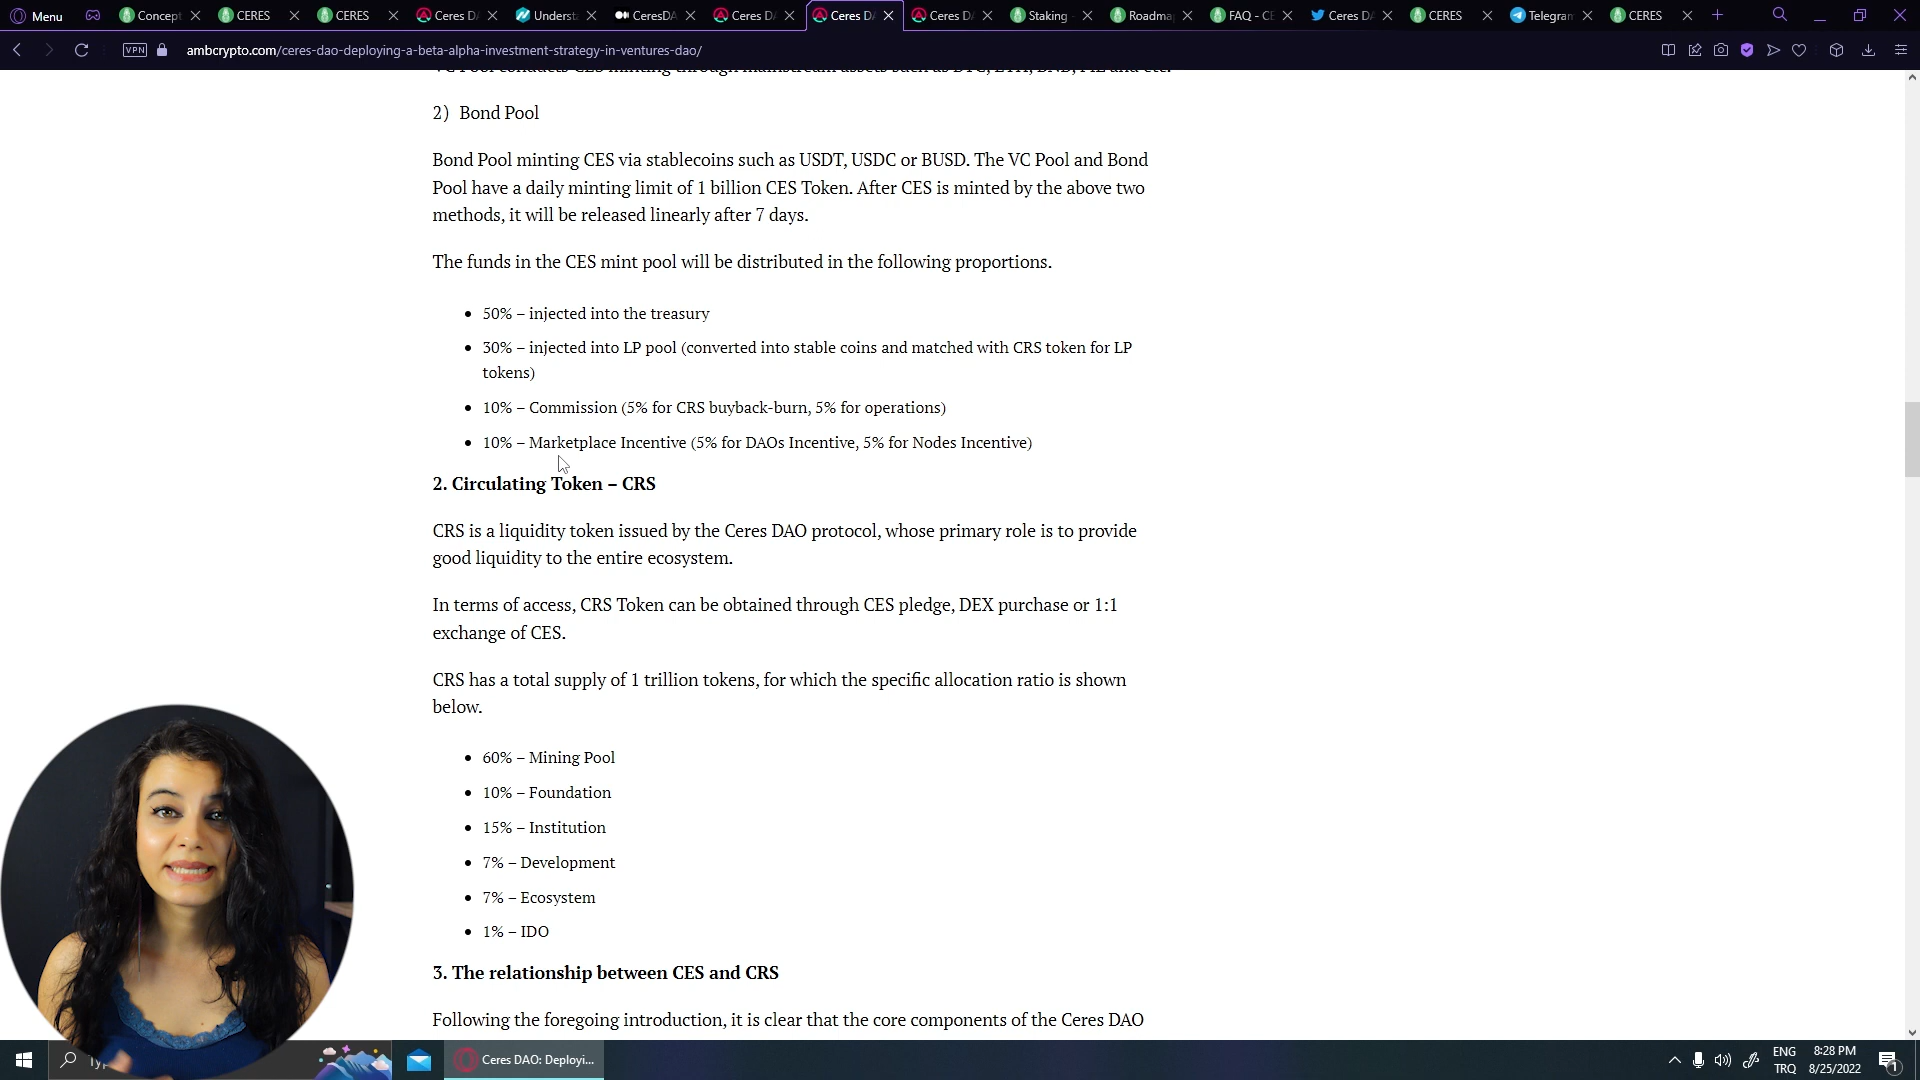 Menu
Concept
CERES
CERES
Ceres D
Underst
CeresDA
Ceres D
Ceres D
Ceres D
Staking
Roadma
FAQ - CE
Ceres D
CERES
Telegram
CERES
VPN
ambcrypto.com/ceres-dao-deploying-a-beta-alpha-investment-strategy-in-ventures-dao/
2) Bond Pool
Bond Pool minting CES via stablecoins such as USDT, USDC or BUSD. The VC Pool and Bond
Pool have a daily minting limit of 1 billion CES Token. After CES is minted by the above two
methods, it will be released linearly after 7 days.
The funds in the CES mint pool will be distributed in the following proportions.
• 50% – injected into the treasury
• 30% – injected into LP pool (converted into stable coins and matched with CRS token for LP
tokens)
• 10% – Commission (5% for CRS buyback-burn, 5% for operations)
• 10% – Marketplace Incentive (5% for DAOs Incentive, 5% for Nodes Incentive)
2. Circulating Token – CRS
CRS is a liquidity token issued by the Ceres DAO protocol, whose primary role is to provide
good liquidity to the entire ecosystem.
In terms of access, CRS Token can be obtained through CES pledge, DEX purchase or 1:1
exchange of CES.
CRS has a total supply of 1 trillion tokens, for which the specific allocation ratio is shown
below.
• 60% – Mining Pool
• 10% – Foundation
• 15% – Institution
• 7% – Development
• 7% – Ecosystem
• 1% – IDO
3. The relationship between CES and CRS
Following the foregoing introduction, it is clear that the core components of the Ceres DAO
Ceres DAO: Deployi...
ENG
TRQ
8:28 PM
8/25/2022
1